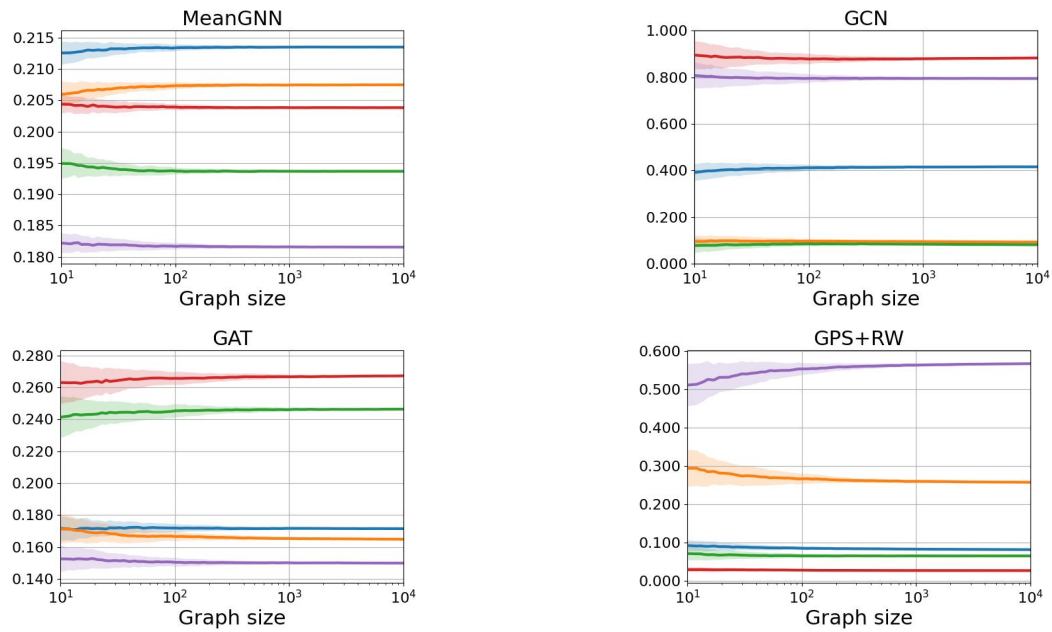 MeanGNN
0.215
0.210
0.205
0.200
0.195
0.190
0.185
0.180
10¹ 10² 10³ 10⁴
Graph size
GCN
1.000
0.800
0.600
0.400
0.200
0.000
10¹ 10² 10³ 10⁴
Graph size
GAT
0.280
0.260
0.240
0.220
0.200
0.180
0.160
0.140
10¹ 10² 10³ 10⁴
Graph size
GPS+RW
0.600
0.500
0.400
0.300
0.200
0.100
0.000
10¹ 10² 10³ 10⁴
Graph size